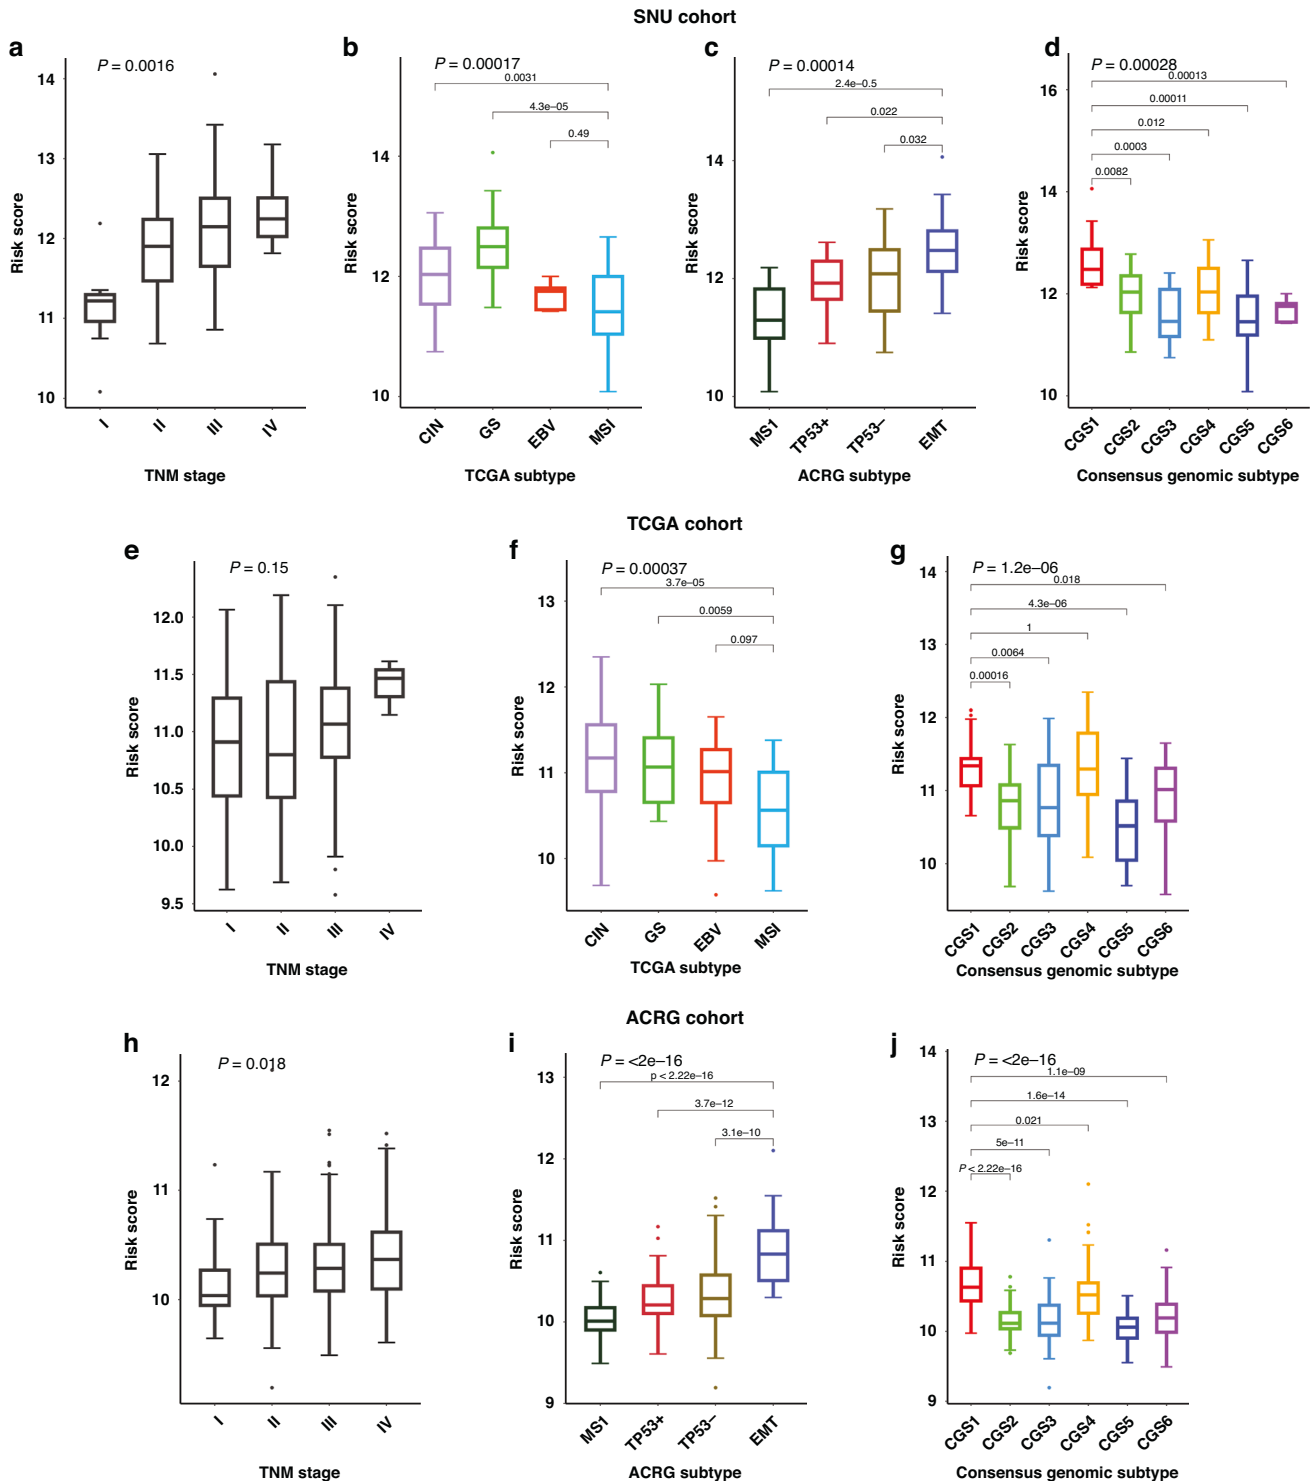 SNU cohort
a
P = 0.0016
Risk score
14
13
12
11
10
I
II
III
IV
TNM stage
b
P = 0.00017
0.0031
4.3e–05
0.49
Risk score
14
12
10
CIN
GS
EBV
MSI
TCGA subtype
c
P = 0.00014
2.4e–0.5
0.022
0.032
Risk score
14
12
10
MS1
TP53+
TP53–
EMT
ACRG subtype
d
P = 0.00028
0.00013
0.00011
0.012
0.0003
0.0082
Risk score
16
14
12
10
CGS1
CGS2
CGS3
CGS4
CGS5
CGS6
Consensus genomic subtype
TCGA cohort
e
P = 0.15
Risk score
12.0
11.5
11.0
10.5
10.0
9.5
I
II
III
IV
TNM stage
f
P = 0.00037
3.7e–05
0.0059
0.097
Risk score
13
12
11
10
CIN
GS
EBV
MSI
TCGA subtype
g
P = 1.2e–06
0.018
4.3e–06
1
0.0064
0.00016
Risk score
14
13
12
11
10
CGS1
CGS2
CGS3
CGS4
CGS5
CGS6
Consensus genomic subtype
ACRG cohort
h
P = 0.018
Risk score
12
11
10
I
II
III
IV
TNM stage
i
P = <2e–16
p < 2.22e–16
3.7e–12
3.1e–10
Risk score
13
12
11
10
9
MS1
TP53+
TP53–
EMT
ACRG subtype
j
P = <2e–16
1.1e–09
1.6e–14
0.021
5e–11
P < 2.22e–16
Risk score
14
13
12
11
10
9
CGS1
CGS2
CGS3
CGS4
CGS5
CGS6
Consensus genomic subtype